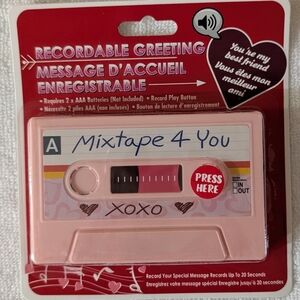 RECORDABLE GREETING
MESSAGE D'ACCUEIL
ENREGISTRABLE
• Requires 2 x AAA Batteries (Not Included) • Record Play Button
• Nécessite 2 piles AAA (non incluses) • Bouton de lecture d'enregistrement
You're my
best friend
Vous êtes mon
meilleur
ami
A
Mixtape 4 You
PRESS
HERE
IN
OUT
XOXO
Record Your Special Message Records Up to 20 Seconds
Enregistrez votre message spécial Enregistre jusqu'à 20 secondes